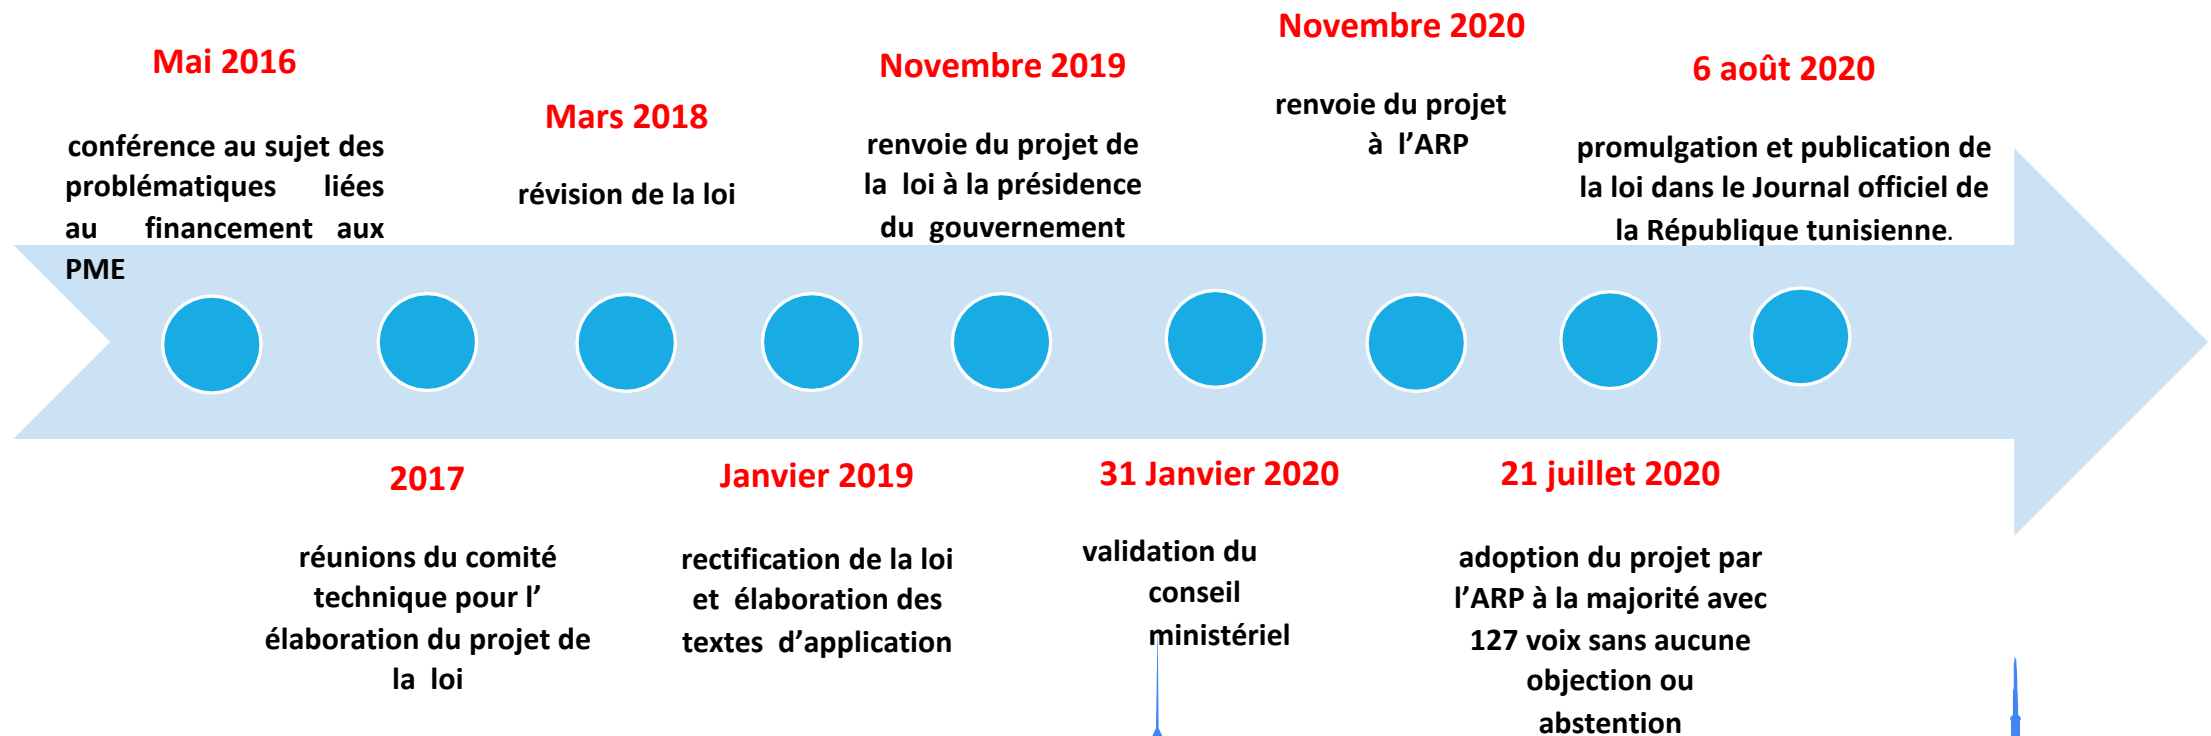 Mai 2016
conférence au sujet des
problématiques liées
au financement aux
PME
2017
réunions du comité
technique pour l’
élaboration du projet de
la loi
Mars 2018
révision de la loi
Janvier 2019
rectification de la loi
et élaboration des
textes d’application
Novembre 2019
renvoie du projet de
la loi à la présidence
du gouvernement
31 Janvier 2020
validation du
conseil
ministériel
Novembre 2020
renvoie du projet
à l’ARP
21 juillet 2020
adoption du projet par
l’ARP à la majorité avec
127 voix sans aucune
objection ou
abstention
6 août 2020
promulgation et publication de
la loi dans le Journal officiel de
la République tunisienne.